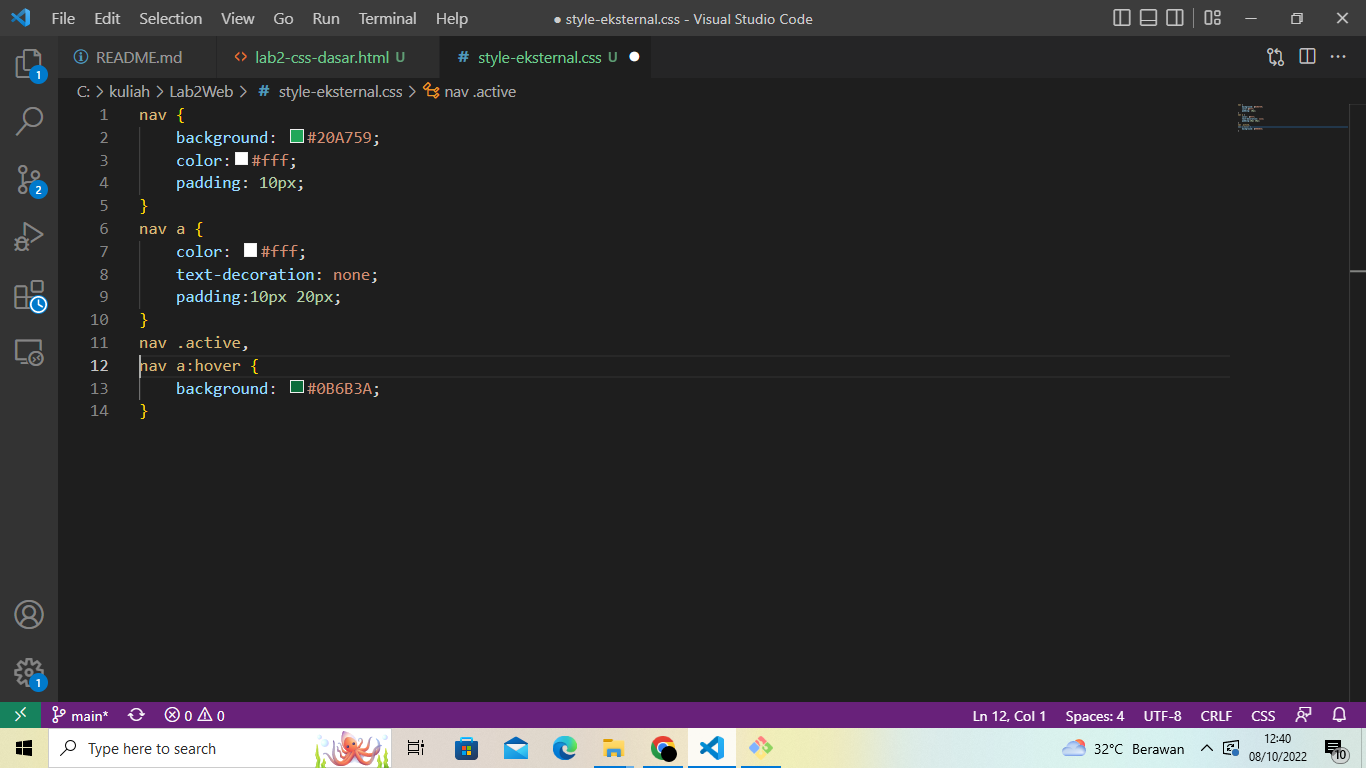 File Edit Selection View Go Run Terminal Help ● style-eksternal.css - Visual Studio Code
README.md lab2-css-dasar.html U # style-eksternal.css U ●
C: > kuliah > Lab2Web > # style-eksternal.css > nav .active
1 nav {
2 background: #20A759;
3 color: #fff;
4 padding: 10px;
5 }
6 nav a {
7 color: #fff;
8 text-decoration: none;
9 padding:10px 20px;
10 }
11 nav .active,
12 nav a:hover {
13 background: #0B6B3A;
14 }
1
2
1
main* 0 0 Ln 12, Col 1 Spaces: 4 UTF-8 CRLF CSS
Type here to search 32°C Berawan 12:40
08/10/2022 10